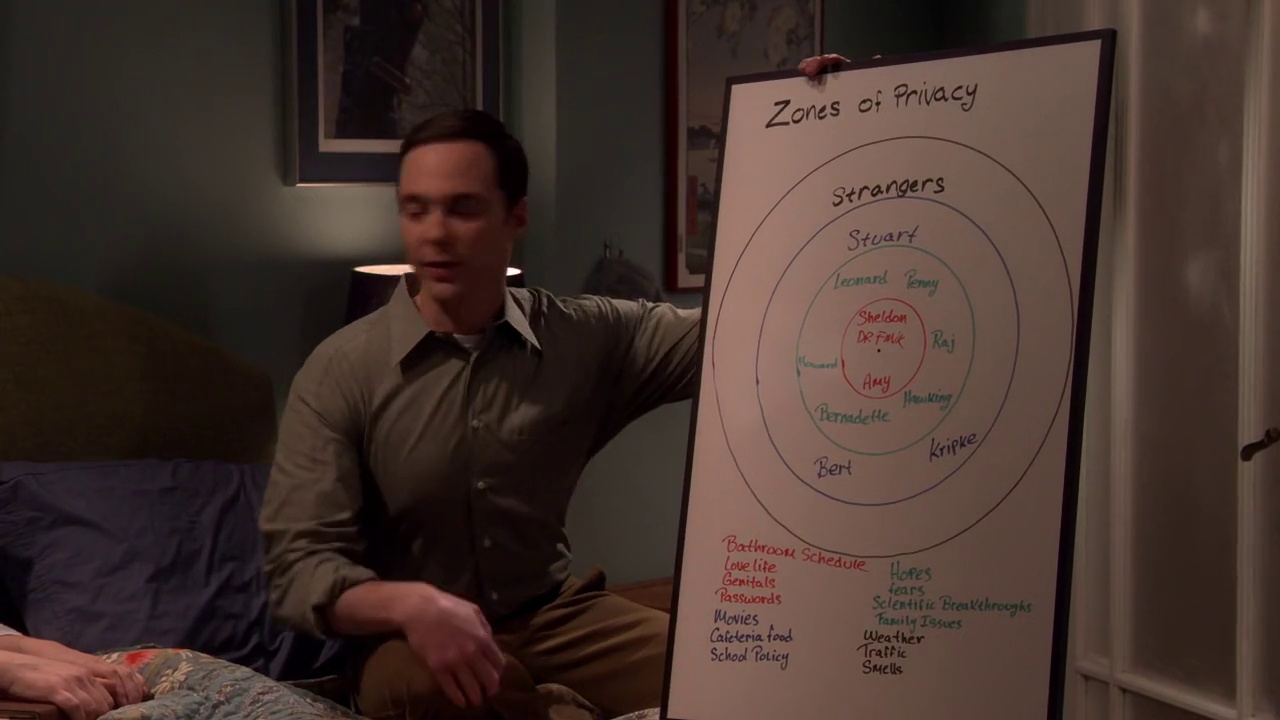 Zones of Privacy
Strangers
Stuart
Leonard Penny
Sheldon
DR.FMK
Raj
Howard
Amy
Hawking
Bernadette
Kripke
Bert
Bathroom Schedule
Love life
Genitals
Passwords
Movies
Cafeteria food
School Policy
Hopes
fears
Scientific Breakthroughs
Family Issues
Weather
Traffic
Smells